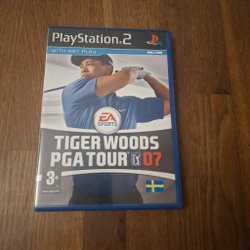 PlayStation 2
WITH NET PLAY
EA
SPORTS
TIGER WOODS
PGA TOUR 07
3+